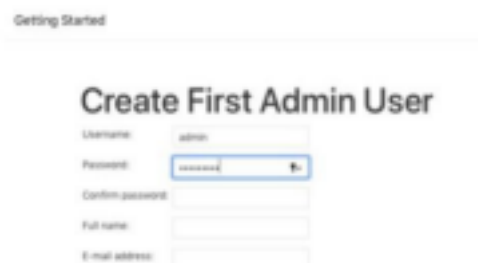 Getting Started
Create First Admin User
Username: admin
Password: ••••••••
Confirm password:
Full name:
E-mail address: